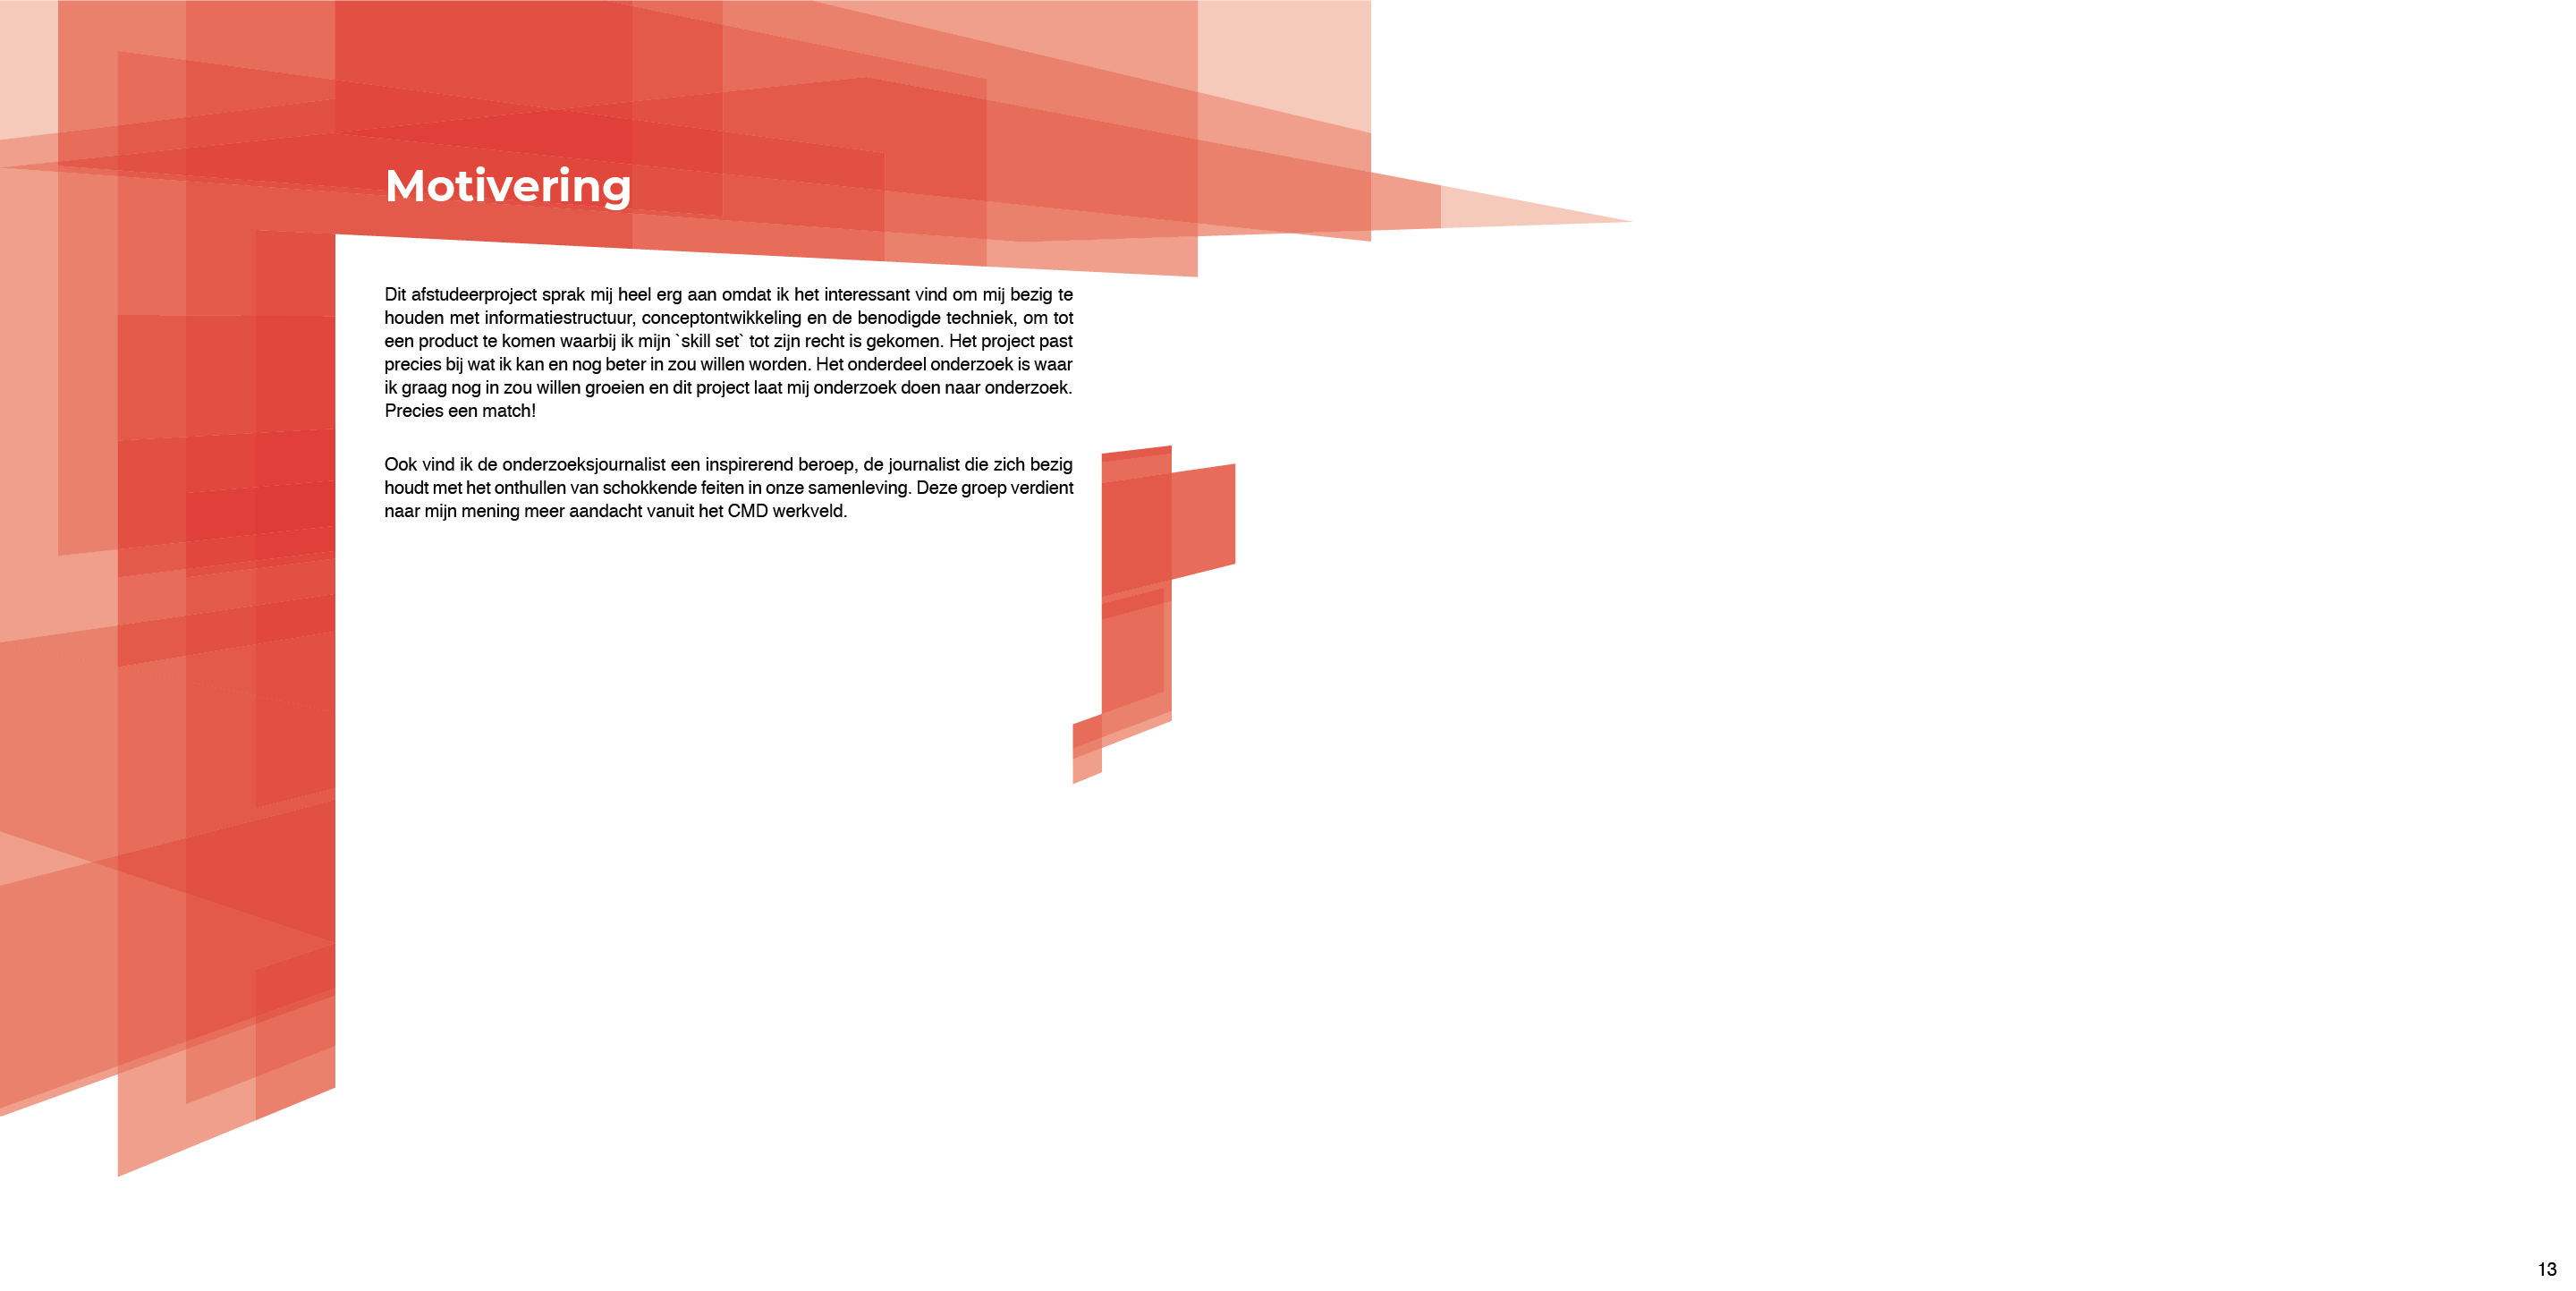 Motivering
Dit afstudeerproject sprak mij heel erg aan omdat ik het interessant vind om mij bezig te
houden met informatiestructuur, conceptontwikkeling en de benodigde techniek, om tot
een product te komen waarbij ik mijn `skill set` tot zijn recht is gekomen. Het project past
precies bij wat ik kan en nog beter in zou willen worden. Het onderdeel onderzoek is waar
ik graag nog in zou willen groeien en dit project laat mij onderzoek doen naar onderzoek.
Precies een match!
Ook vind ik de onderzoeksjournalist een inspirerend beroep, de journalist die zich bezig
houdt met het onthullen van schokkende feiten in onze samenleving. Deze groep verdient
naar mijn mening meer aandacht vanuit het CMD werkveld.
13